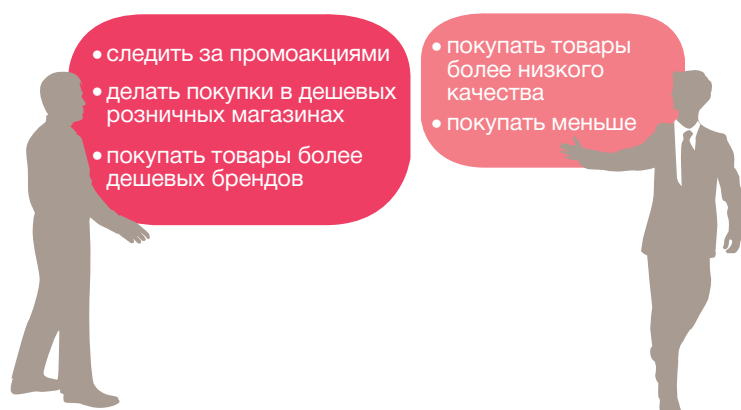 • следить за промоакциями
• делать покупки в дешевых
розничных магазинах
• покупать товары более
дешевых брендов
• покупать товары
более низкого
качества
• покупать меньше